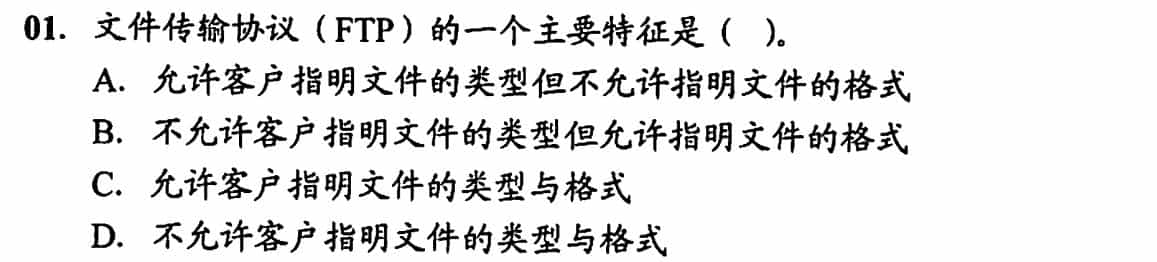 01. 文件传输协议（FTP）的一个主要特征是（ ）。
A. 允许客户指明文件的类型但不允许指明文件的格式
B. 不允许客户指明文件的类型但允许指明文件的格式
C. 允许客户指明文件的类型与格式
D. 不允许客户指明文件的类型与格式